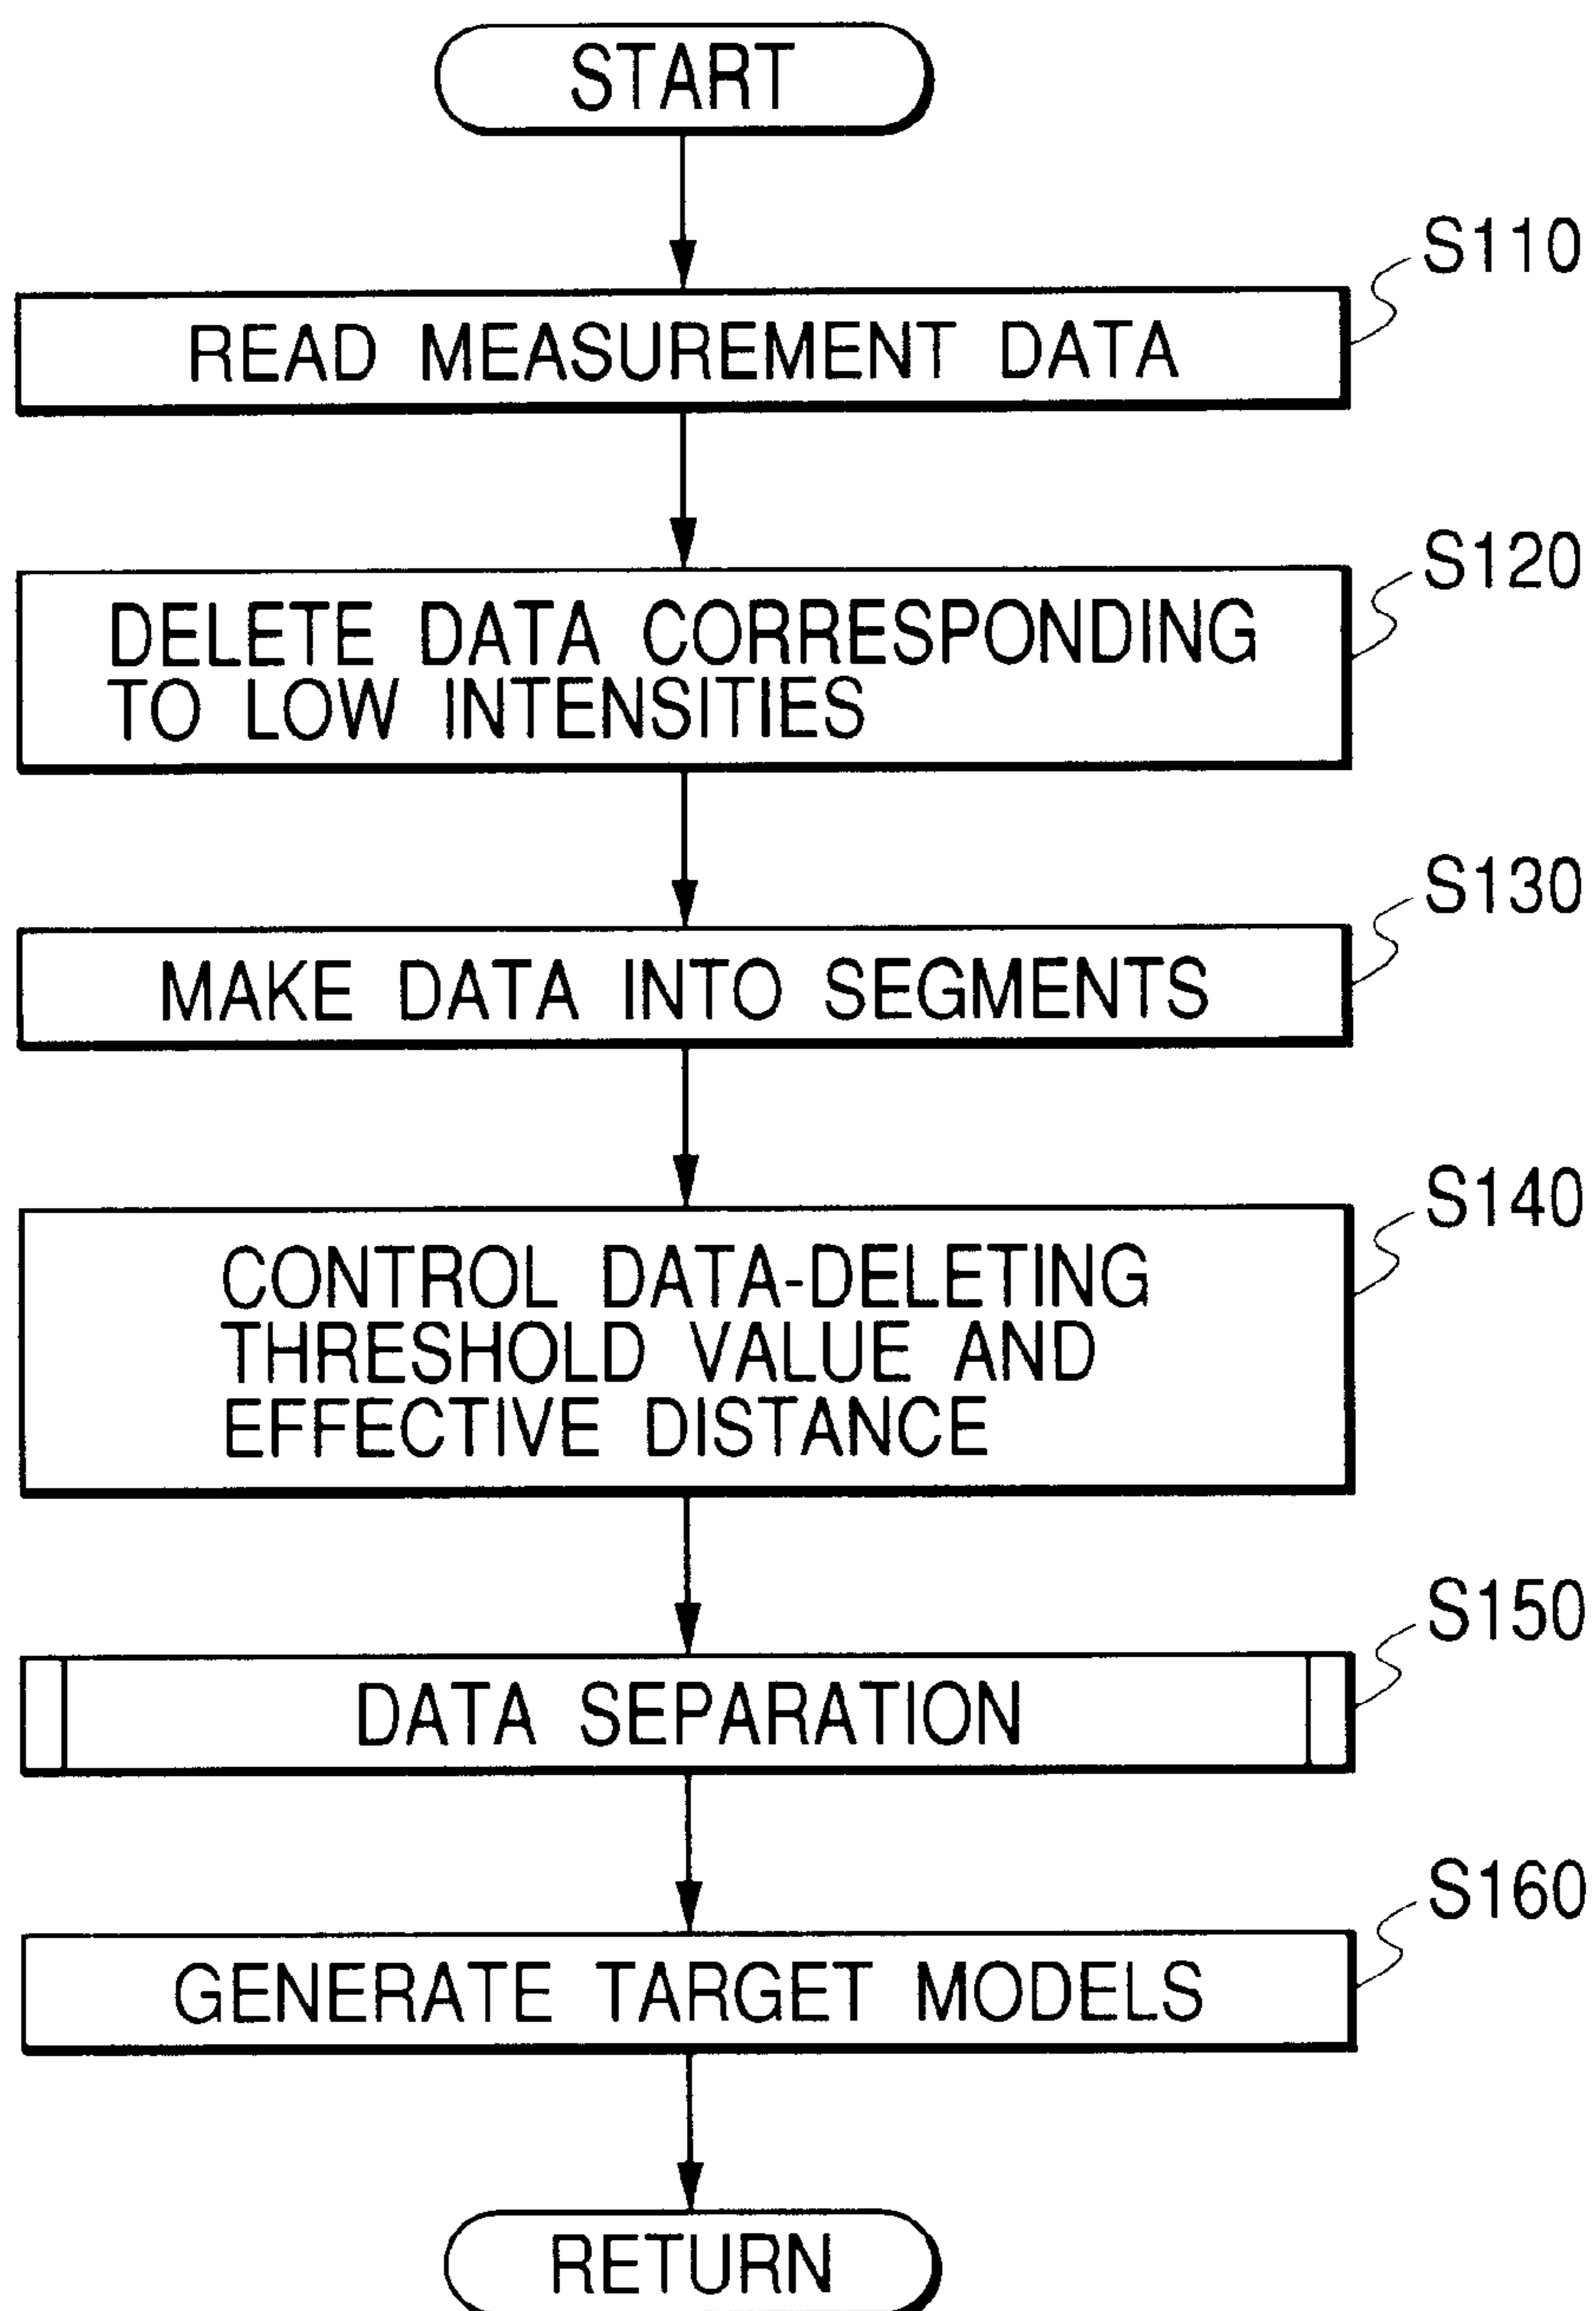 START
S110
READ MEASUREMENT DATA
S120
DELETE DATA CORRESPONDING
TO LOW INTENSITIES
S130
MAKE DATA INTO SEGMENTS
S140
CONTROL DATA-DELETING
THRESHOLD VALUE AND
EFFECTIVE DISTANCE
S150
DATA SEPARATION
S160
GENERATE TARGET MODELS
RETURN